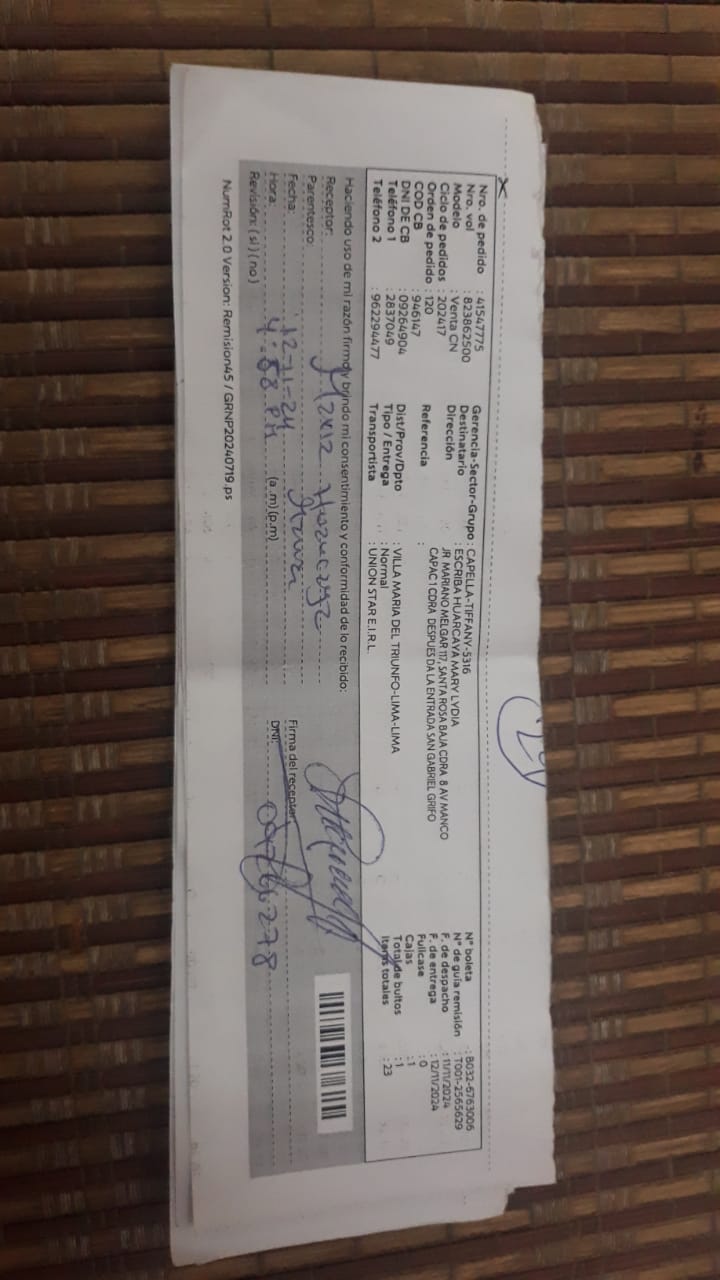 Nro. de pedido : 41547775
Nro. vol : 823862500
Modelo : Venta CN
Ciclo de pedidos : 202417
Orden de pedido : 120
COD CB : 946147
DNI DE CB : 09264904
Teléfono 1 : 2837049
Teléfono 2 : 962294477
Gerencia-Sector-Grupo : CAPELLA-TIFFANY-5316
Destinatario : ESCRIBA HUARCAYA MARY LYDIA
Dirección : JR MARIANO MELGAR 117, SANTA ROSA BAJA CDRA 8 AV MANCO
CAPAC 1 CDRA DESPUES DA LA ENTRADA SAN GABRIEL GRIFO
Referencia :
Dist/Prov/Dpto : VILLA MARIA DEL TRIUNFO-LIMA-LIMA
Tipo / Entrega : Normal
Transportista : UNION STAR E.I.R.L.
N° boleta : B032-6763006
N° de guía remisión : T001-2565629
F. de despacho : 11/11/2024
F. de entrega : 12/11/2024
Fullcase : 0
Cajas : 1
Total de bultos : 1
Items totales : 23
Haciendo uso de mi razón firmo y brindo mi consentimiento y conformidad de lo recibido:
Receptor: Huarcaya
Parentesco:
Fecha: 12-11-24
Hora: 4:58 PM (a.m)(p.m)
Revisión: (si) (no)
Firma del receptor
DNI: 09266278
NumRot 2.0 Version: Remision45 / GRNP20240719.ps